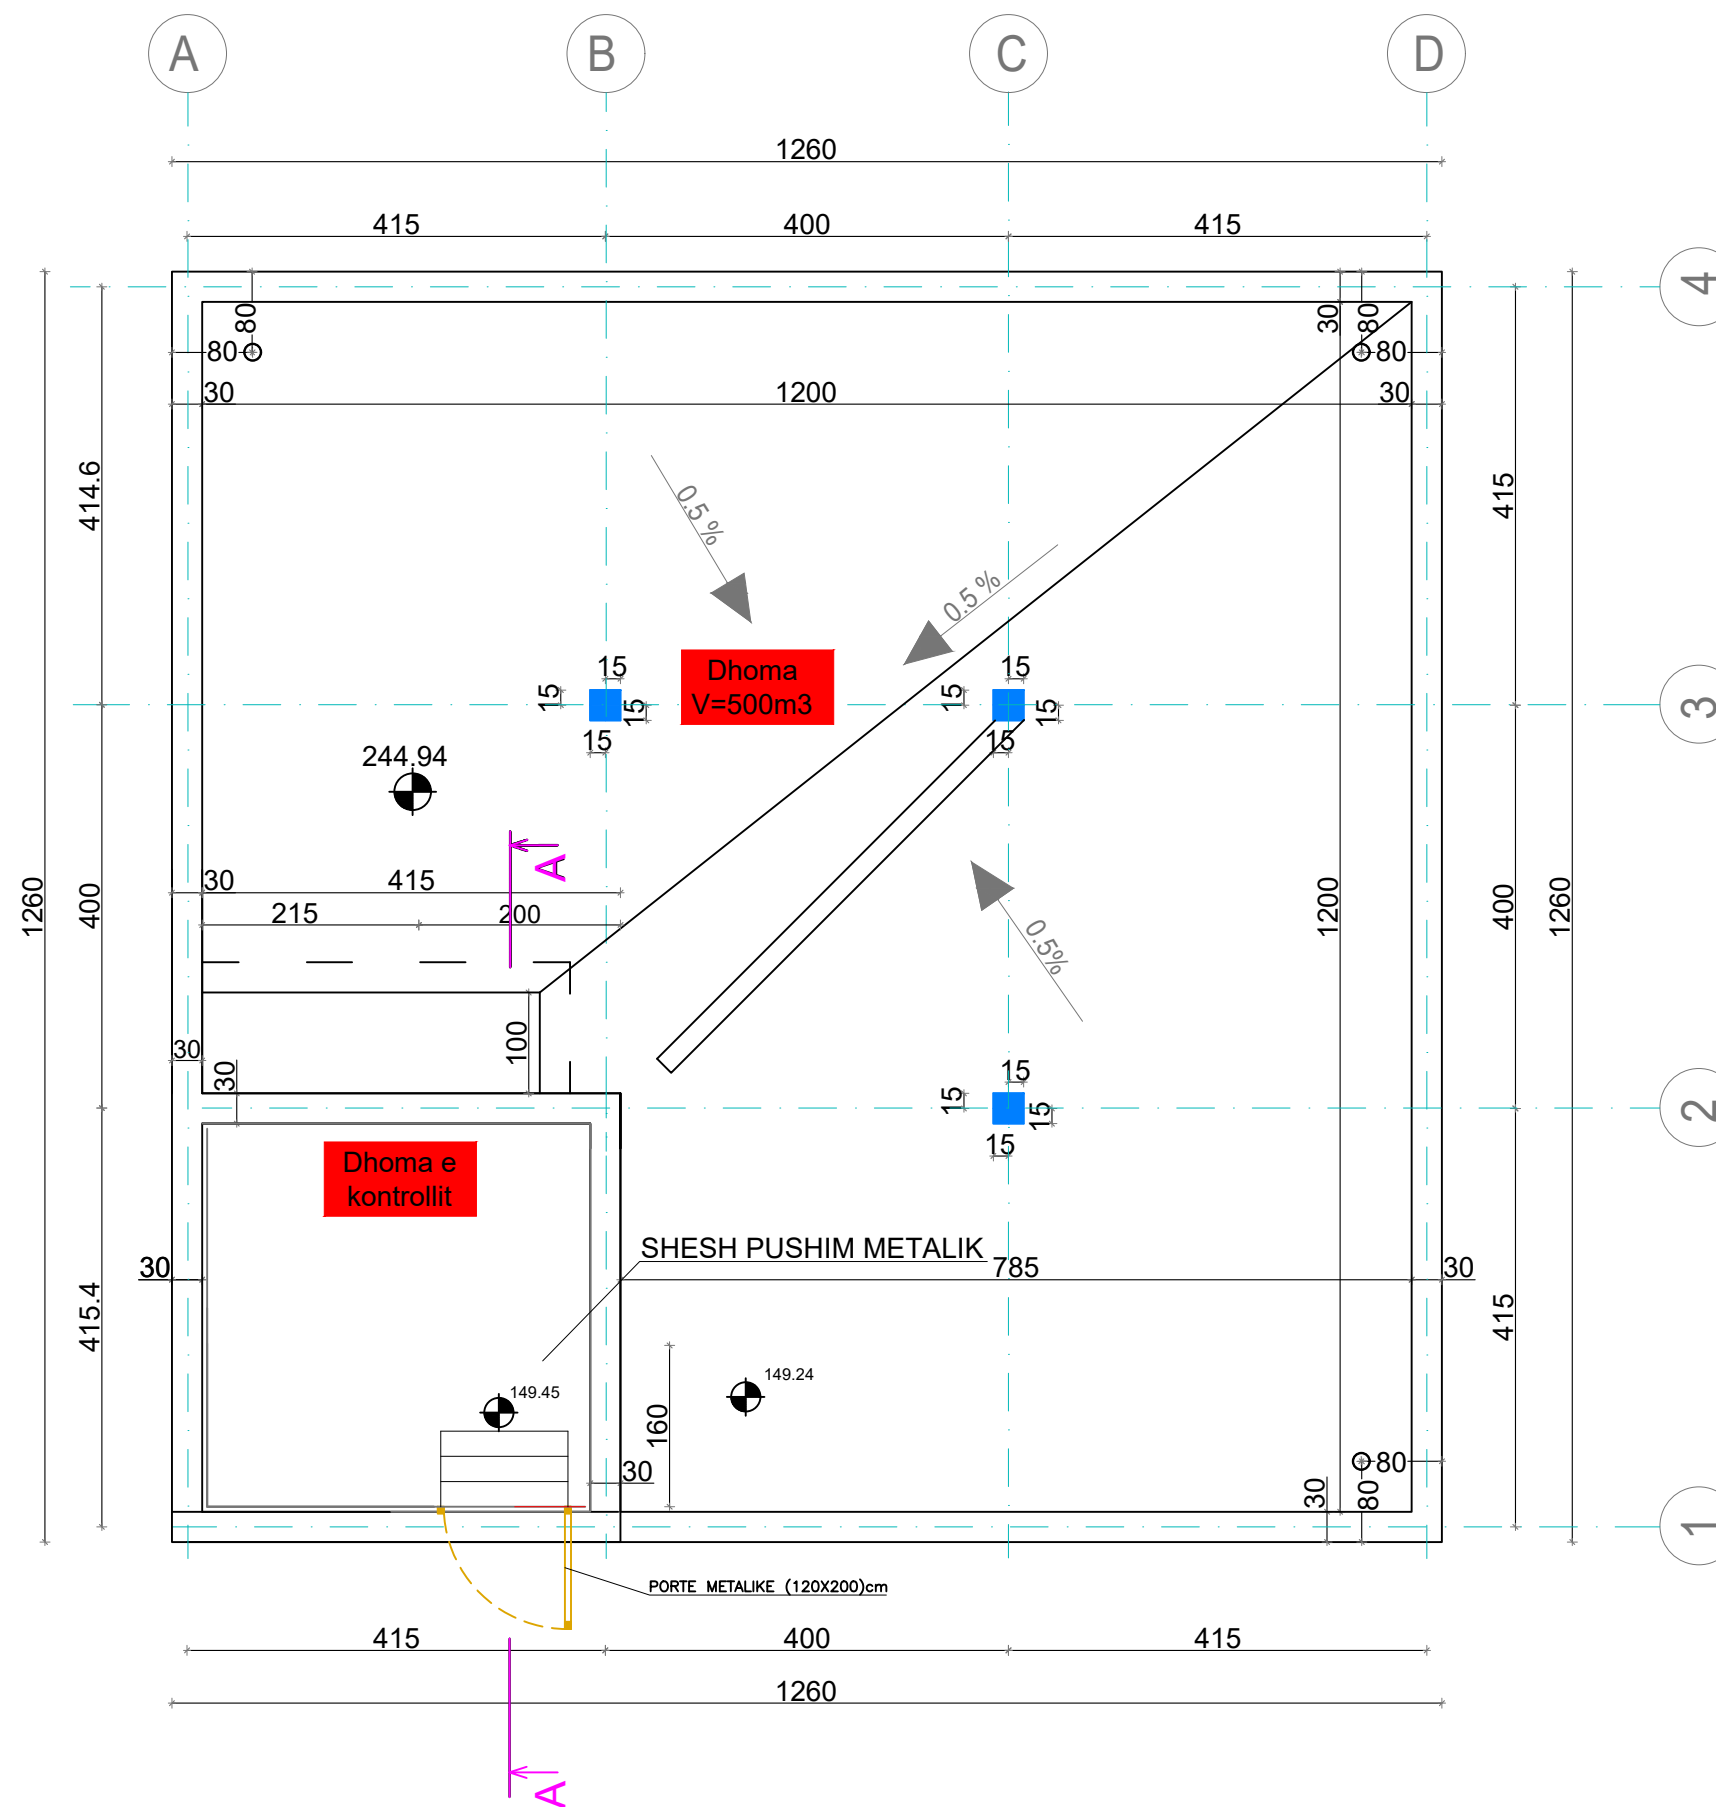 A B C D
1260
415 400 415
4
80 30 80
80 80
30 1200 30
414.6 415
0.5 %
0.5 %
15 15
Dhoma
V=500m3
15 15 15 15
3
15 15
244.94
A
30 415
215 200
1260 400 1200 400 1260
0.5%
100
30
30
15
15 15
2
15
Dhoma e
kontrollit
SHESH PUSHIM METALIK
30 785 30
415.4 415
149.24
149.45
160
30
80
30 80
1
PORTE METALIKE (120X200)cm
415 400 415
1260
A